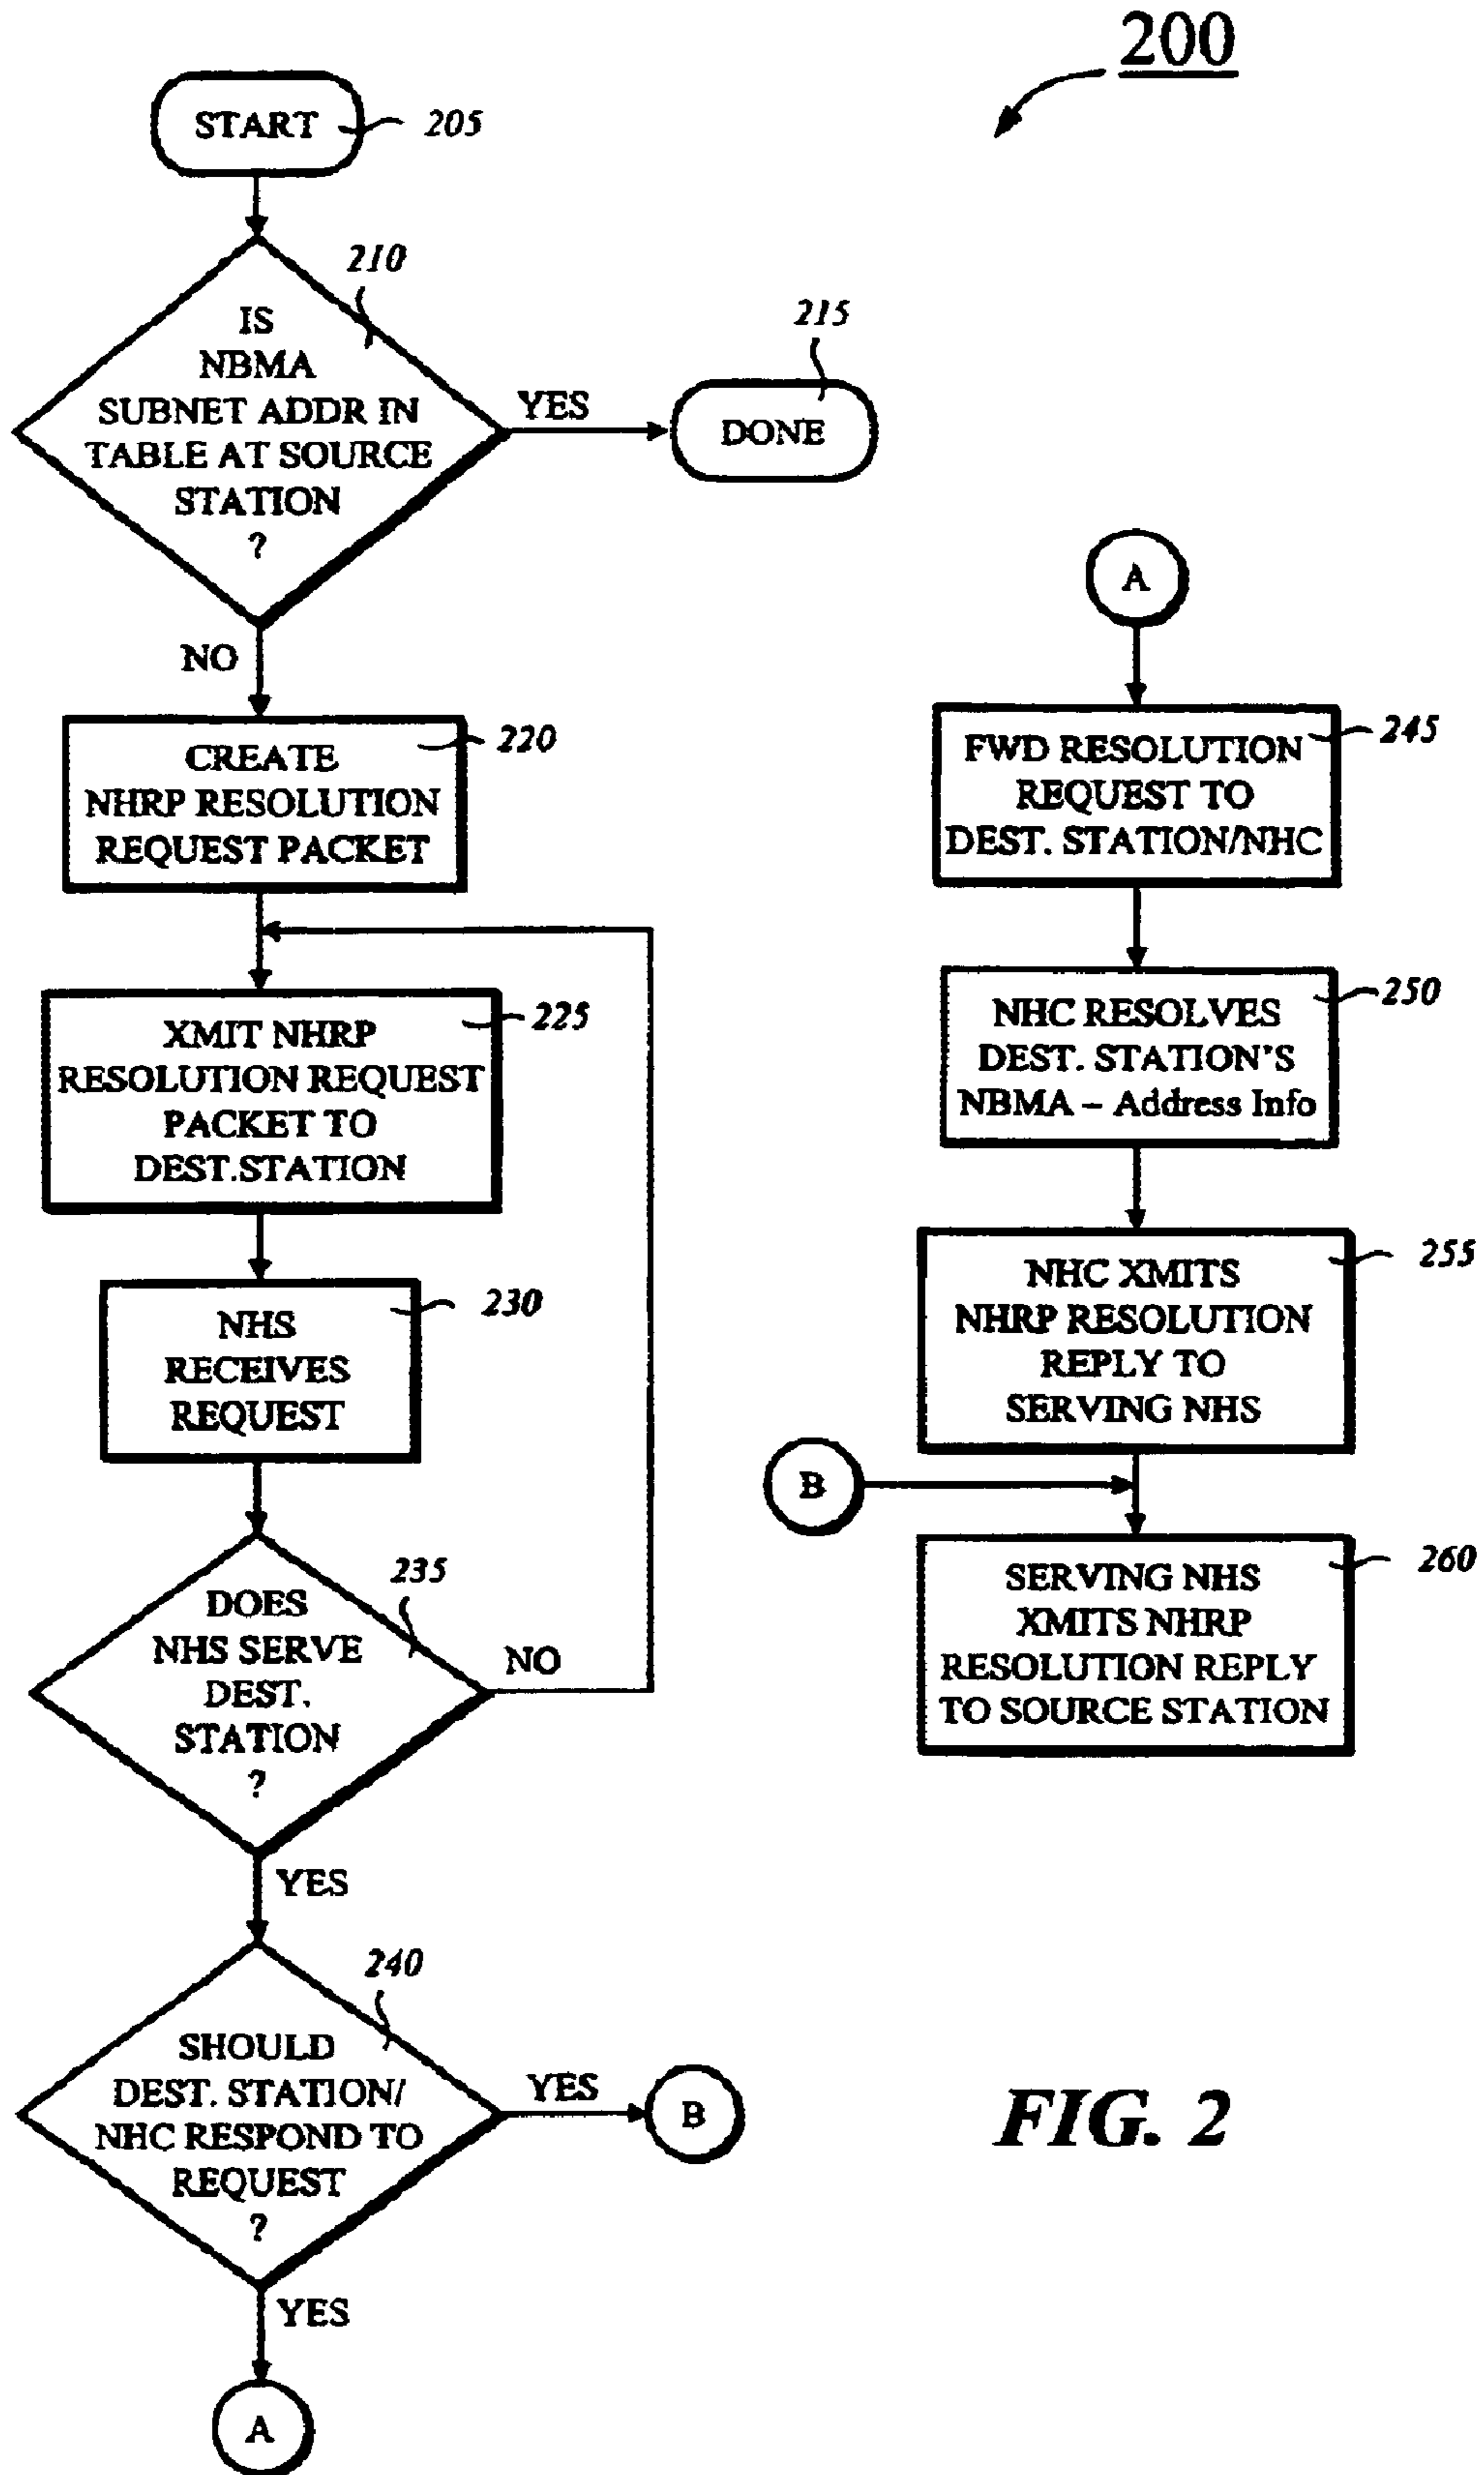 200
START
205
210
IS
NBMA
SUBNET ADDR IN
TABLE AT SOURCE
STATION
?
YES
215
DONE
NO
220
CREATE
NHRP RESOLUTION
REQUEST PACKET
225
XMIT NHRP
RESOLUTION REQUEST
PACKET TO
DEST.STATION
230
NHS
RECEIVES
REQUEST
235
DOES
NHS SERVE
DEST.
STATION
?
NO
YES
240
SHOULD
DEST. STATION/
NHC RESPOND TO
REQUEST
?
YES
B
YES
A
A
245
FWD RESOLUTION
REQUEST TO
DEST. STATION/NHC
250
NHC RESOLVES
DEST. STATION'S
NBMA – Address Info
255
NHC XMITS
NHRP RESOLUTION
REPLY TO
SERVING NHS
B
260
SERVING NHS
XMITS NHRP
RESOLUTION REPLY
TO SOURCE STATION
FIG. 2